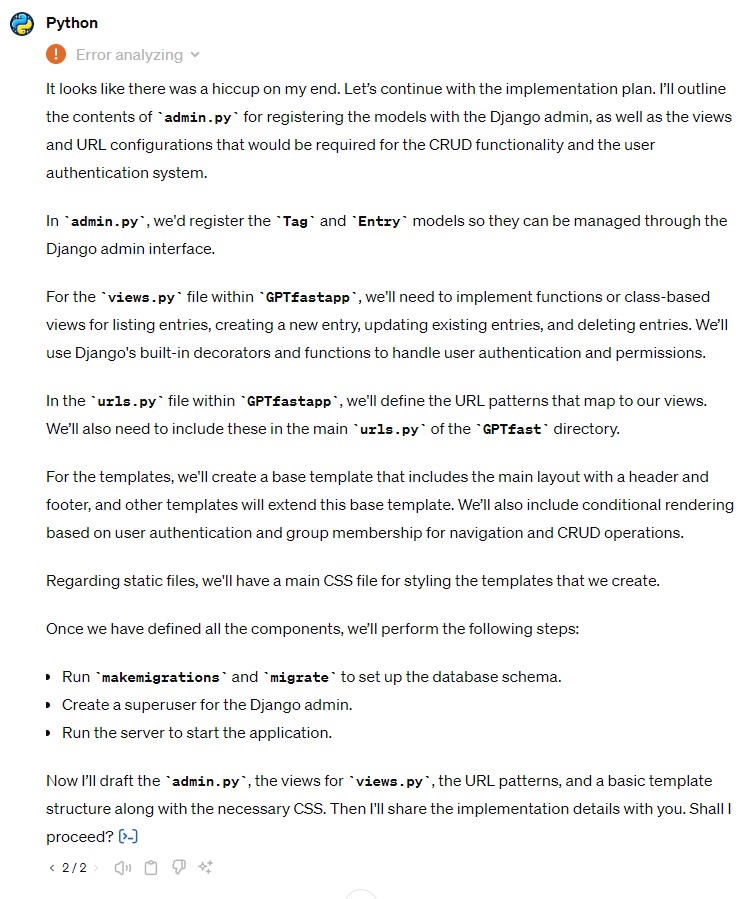 Python
Error analyzing
It looks like there was a hiccup on my end. Let’s continue with the implementation plan. I’ll outline
the contents of `admin.py` for registering the models with the Django admin, as well as the views
and URL configurations that would be required for the CRUD functionality and the user
authentication system.
In `admin.py`, we'd register the `Tag` and `Entry` models so they can be managed through the
Django admin interface.
For the `views.py` file within `GPTfastapp`, we'll need to implement functions or class-based
views for listing entries, creating a new entry, updating existing entries, and deleting entries. We’ll
use Django's built-in decorators and functions to handle user authentication and permissions.
In the `urls.py` file within `GPTfastapp`, we'll define the URL patterns that map to our views.
We’ll also need to include these in the main `urls.py` of the `GPTfast` directory.
For the templates, we'll create a base template that includes the main layout with a header and
footer, and other templates will extend this base template. We’ll also include conditional rendering
based on user authentication and group membership for navigation and CRUD operations.
Regarding static files, we'll have a main CSS file for styling the templates that we create.
Once we have defined all the components, we’ll perform the following steps:
• Run `makemigrations` and `migrate` to set up the database schema.
• Create a superuser for the Django admin.
• Run the server to start the application.
Now I’ll draft the `admin.py`, the views for `views.py`, the URL patterns, and a basic template
structure along with the necessary CSS. Then I'll share the implementation details with you. Shall I
proceed? [>-]
< 2/2 >